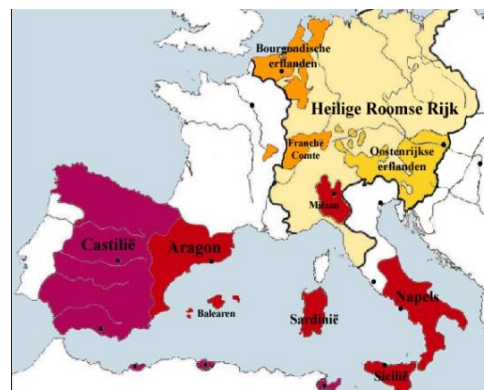 Bourgondische
erflanden
Heilige Roomse Rijk
Franche
Comte
Oostenrijkse
erflanden
Milaan
Castilië
Aragon
Balearen
Sardinië
Napels
Sicilië